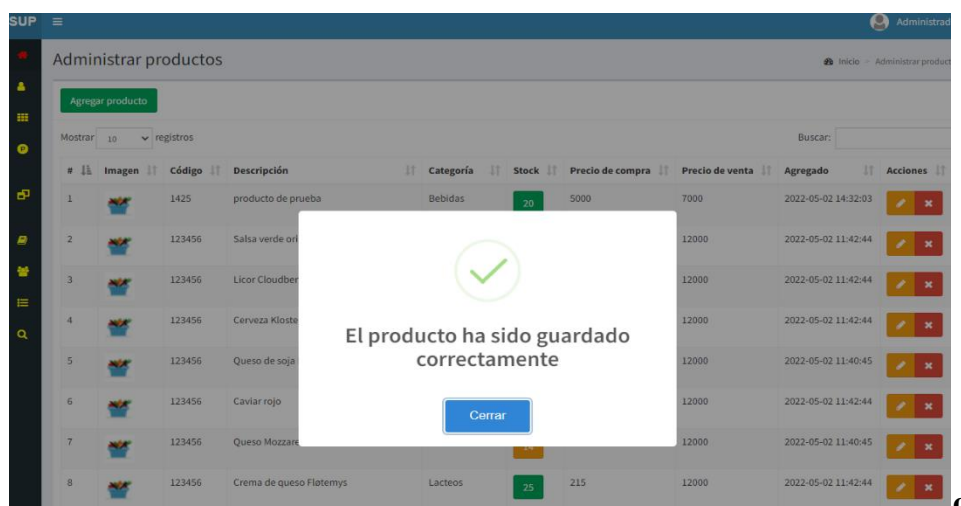 SUP
Administrad
Administrar productos
Inicio > Administrar product
Agregar producto
Mostrar 10 registros
Buscar:
# Imagen Código Descripción Categoría Stock Precio de compra Precio de venta Agregado Acciones
1 1425 producto de prueba Bebidas 20 5000 7000 2022-05-02 14:32:03
2 123456 Salsa verde ori 12000 2022-05-02 11:42:44
3 123456 Licor Cloudber 12000 2022-05-02 11:42:44
4 123456 Cerveza Kloste 12000 2022-05-02 11:42:44
5 123456 Queso de soja 12000 2022-05-02 11:40:45
6 123456 Caviar rojo 12000 2022-05-02 11:42:44
7 123456 Queso Mozzare 12000 2022-05-02 11:40:45
8 123456 Crema de queso Fløtemys Lacteos 25 215 12000 2022-05-02 11:42:44
El producto ha sido guardado
correctamente
Cerrar